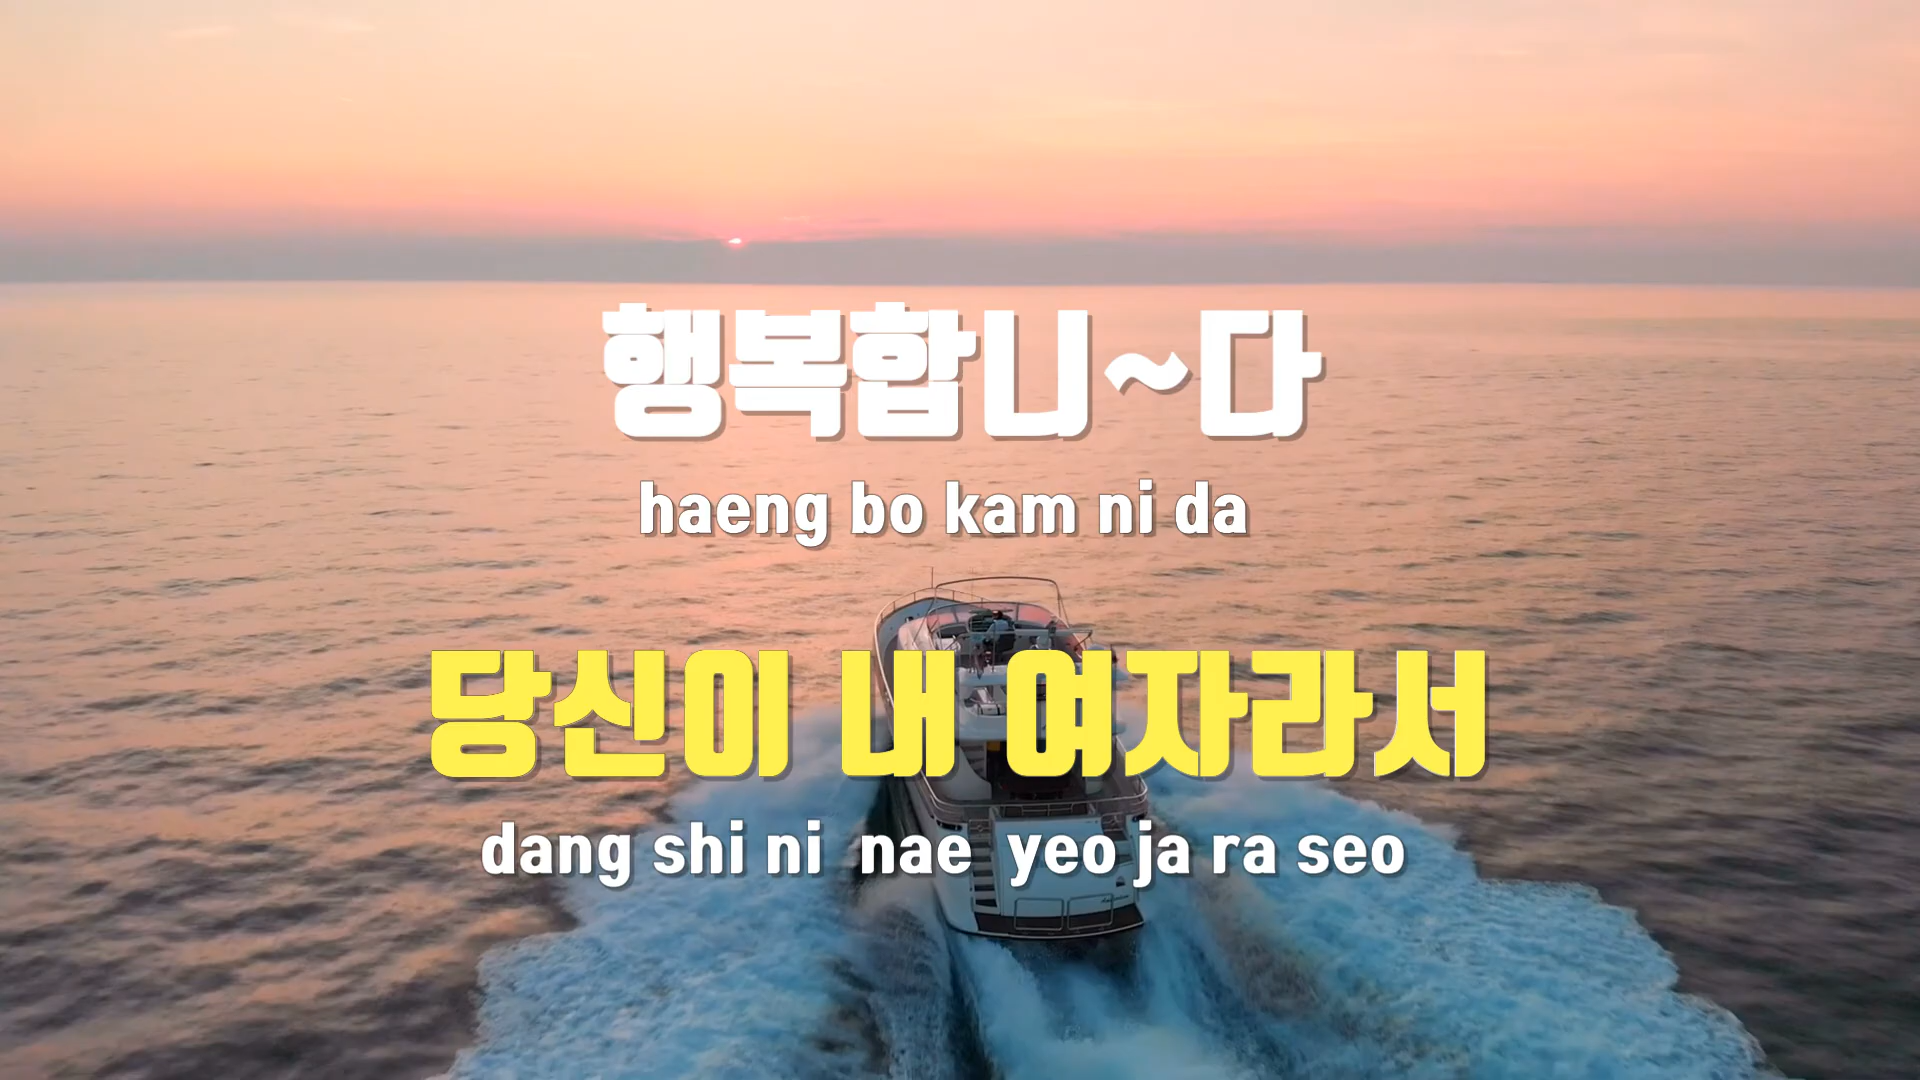 행복합니~다
haeng bo kam ni da
당신이 내 여자라서
dang shi ni nae yeo ja ra seo